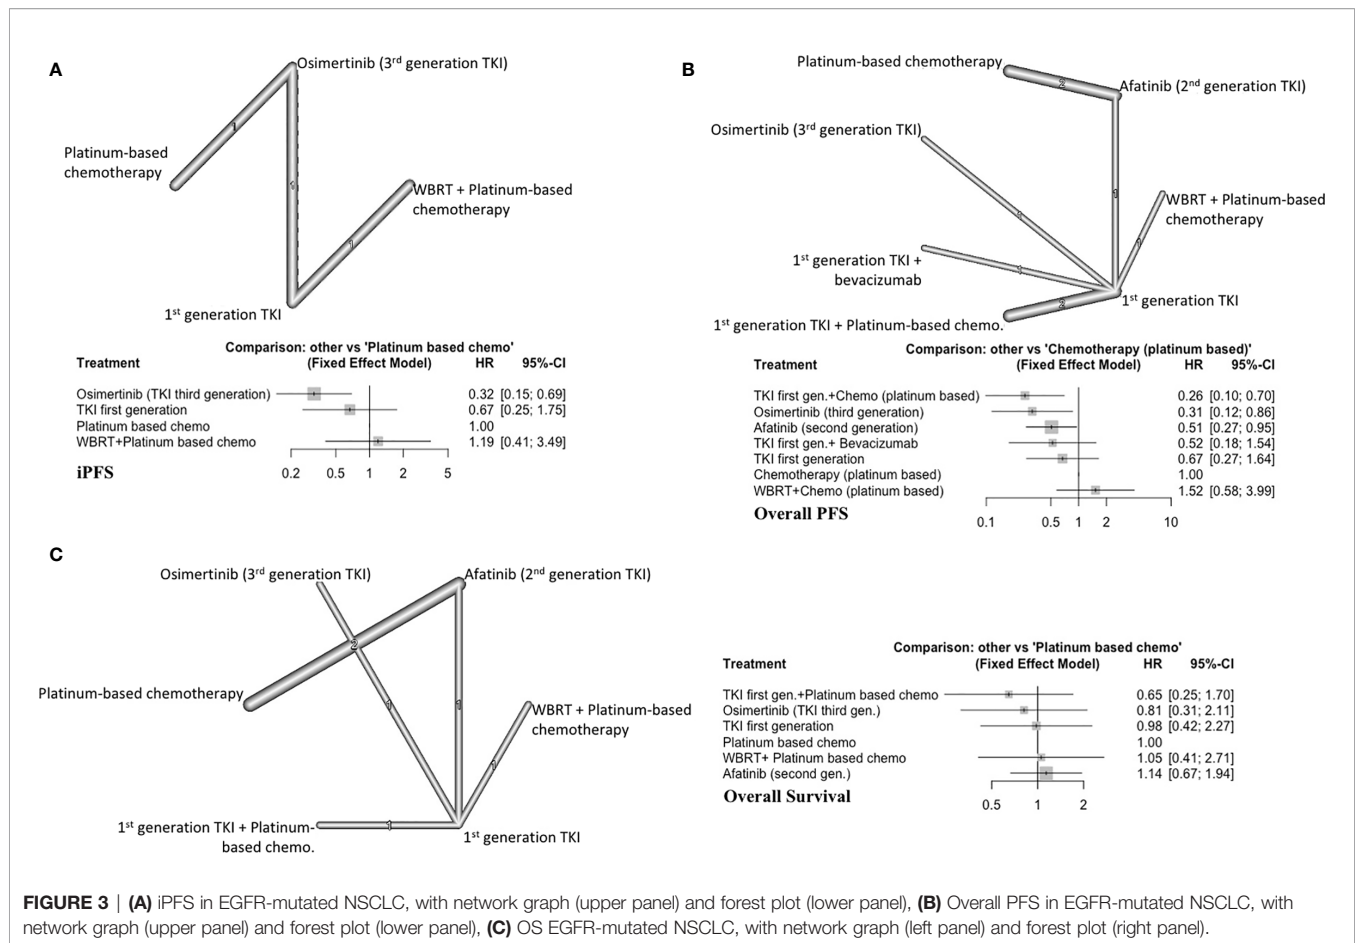 A
Osimertinib (3rd generation TKI)
1
Platinum-based
chemotherapy
1
WBRT + Platinum-based
chemotherapy
1
1st generation TKI
Comparison: other vs 'Platinum based chemo'
Treatment (Fixed Effect Model) HR 95%-CI
Osimertinib (TKI third generation) 0.32 [0.15; 0.69]
TKI first generation 0.67 [0.25; 1.75]
Platinum based chemo 1.00
WBRT+Platinum based chemo 1.19 [0.41; 3.49]
iPFS
0.2 0.5 1 2 5
B
Platinum-based chemotherapy
2
Afatinib (2nd generation TKI)
Osimertinib (3rd generation TKI)
1
WBRT + Platinum-based
chemotherapy
1
1
1st generation TKI +
bevacizumab
1
2
1st generation TKI
1st generation TKI + Platinum-based chemo.
Comparison: other vs 'Chemotherapy (platinum based)'
Treatment (Fixed Effect Model) HR 95%-CI
TKI first gen.+Chemo (platinum based) 0.26 [0.10; 0.70]
Osimertinib (third generation) 0.31 [0.12; 0.86]
Afatinib (second generation) 0.51 [0.27; 0.95]
TKI first gen.+ Bevacizumab 0.52 [0.18; 1.54]
TKI first generation 0.67 [0.27; 1.64]
Chemotherapy (platinum based) 1.00
WBRT+Chemo (platinum based) 1.52 [0.58; 3.99]
Overall PFS
0.1 0.5 1 2 10
C
Osimertinib (3rd generation TKI)
Afatinib (2nd generation TKI)
2
Platinum-based chemotherapy
1
1
WBRT + Platinum-based
chemotherapy
1
1st generation TKI + Platinum-
based chemo.
1
1st generation TKI
Comparison: other vs 'Platinum based chemo'
Treatment (Fixed Effect Model) HR 95%-CI
TKI first gen.+Platinum based chemo 0.65 [0.25; 1.70]
Osimertinib (TKI third gen.) 0.81 [0.31; 2.11]
TKI first generation 0.98 [0.42; 2.27]
Platinum based chemo 1.00
WBRT+ Platinum based chemo 1.05 [0.41; 2.71]
Afatinib (second gen.) 1.14 [0.67; 1.94]
Overall Survival
0.5 1 2
FIGURE 3 | (A) iPFS in EGFR-mutated NSCLC, with network graph (upper panel) and forest plot (lower panel), (B) Overall PFS in EGFR-mutated NSCLC, with
network graph (upper panel) and forest plot (lower panel), (C) OS EGFR-mutated NSCLC, with network graph (left panel) and forest plot (right panel).